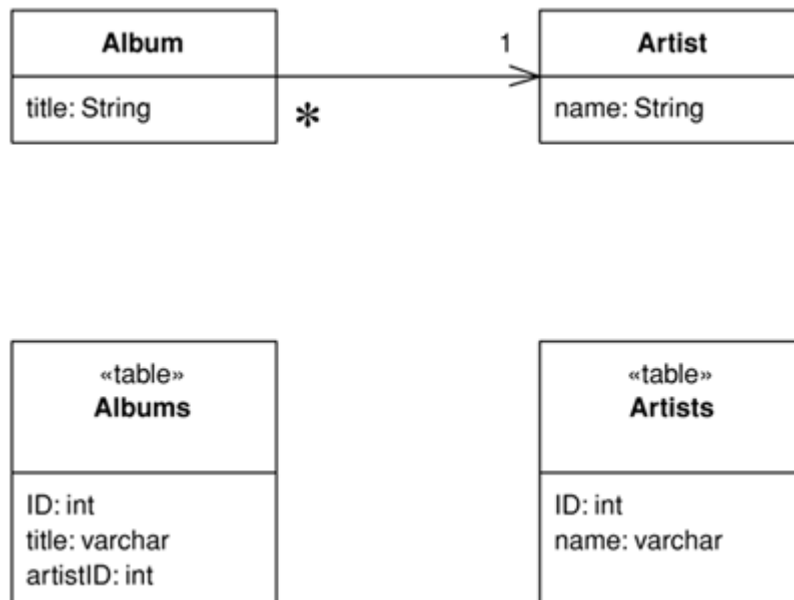 Album
title: String
*
1
Artist
name: String
«table»
Albums
ID: int
title: varchar
artistID: int
«table»
Artists
ID: int
name: varchar